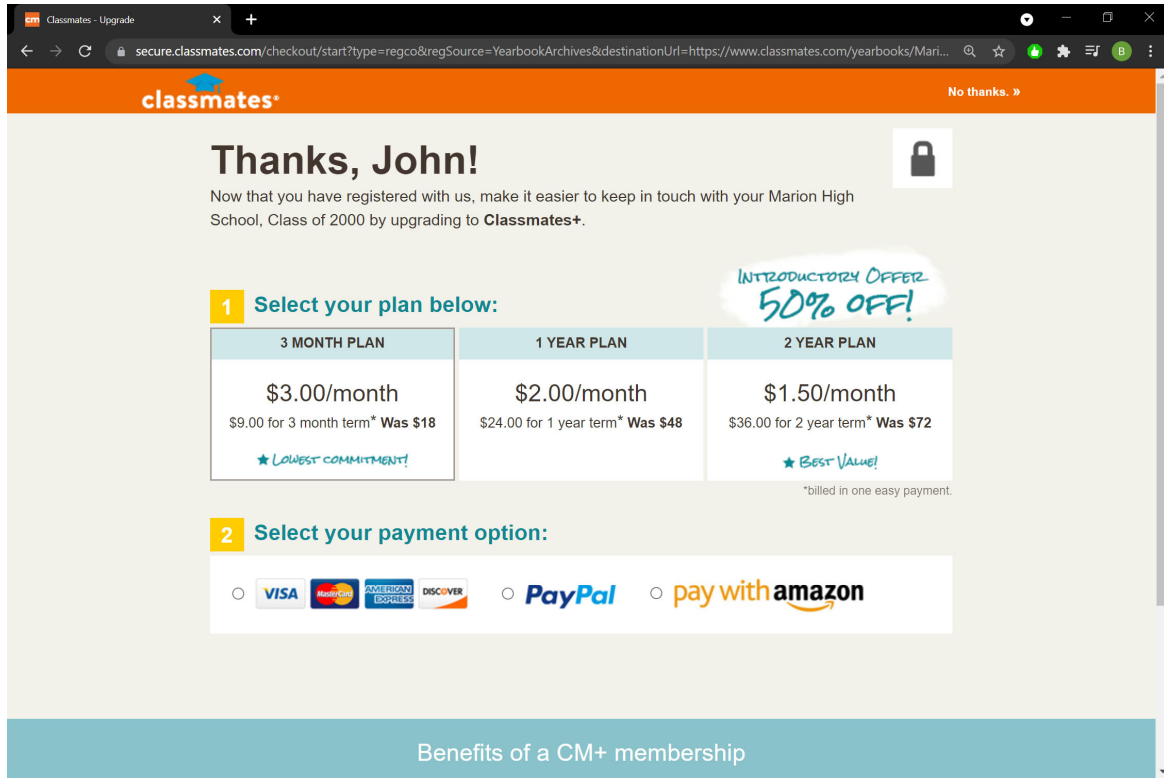 cm Classmates - Upgrade
secure.classmates.com/checkout/start?type=regco&regSource=YearbookArchives&destinationUrl=https://www.classmates.com/yearbooks/Mari...
B
classmates
No thanks. »
Thanks, John!
Now that you have registered with us, make it easier to keep in touch with your Marion High
School, Class of 2000 by upgrading to Classmates+.
INTRODUCTORY OFFER
50% OFF!
1 Select your plan below:
3 MONTH PLAN
$3.00/month
$9.00 for 3 month term* Was $18
★ LOWEST COMMITMENT!
1 YEAR PLAN
$2.00/month
$24.00 for 1 year term* Was $48
2 YEAR PLAN
$1.50/month
$36.00 for 2 year term* Was $72
★ BEST VALUE!
*billed in one easy payment.
2 Select your payment option:
VISA MasterCard AMERICAN EXPRESS DISCOVER PayPal pay with amazon
Benefits of a CM+ membership